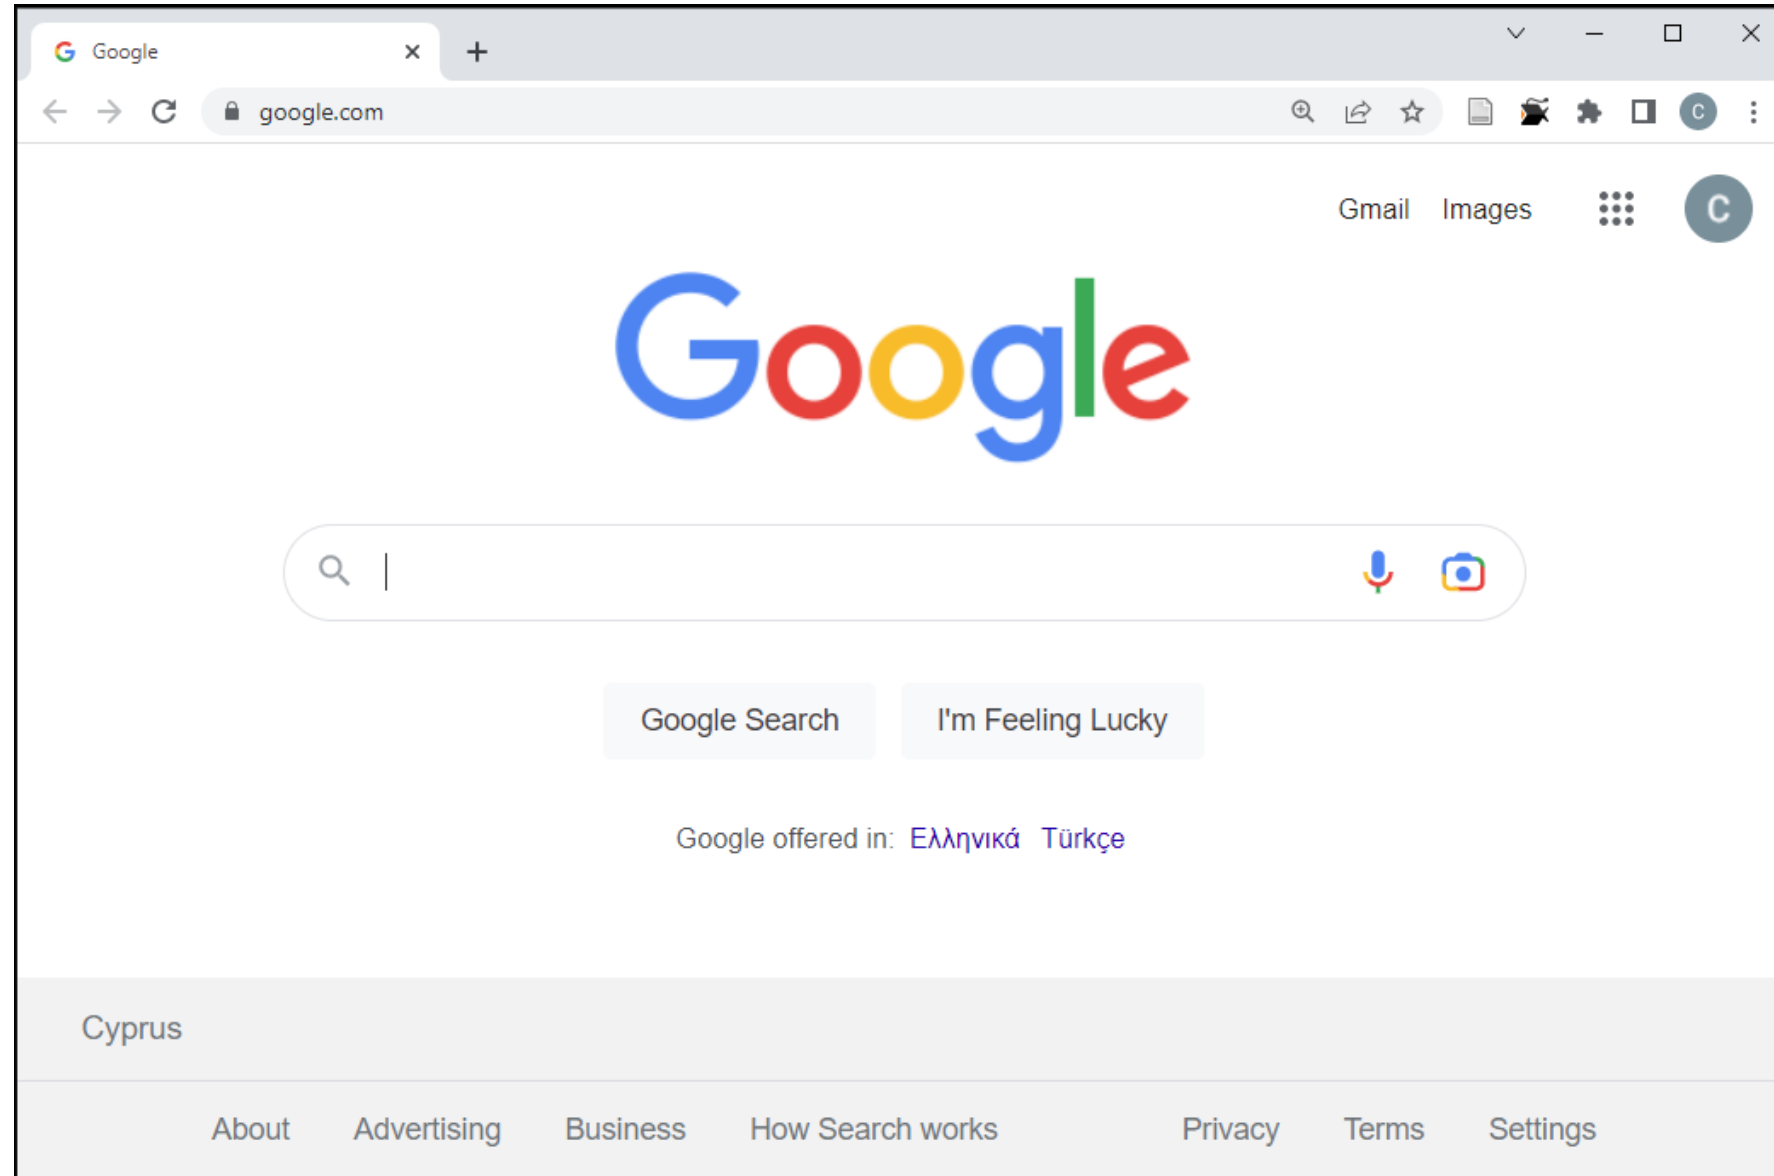 Google
google.com
C
Gmail Images
C
Google
Google Search I'm Feeling Lucky
Google offered in: Ελληνικά Türkçe
Cyprus
About Advertising Business How Search works Privacy Terms Settings